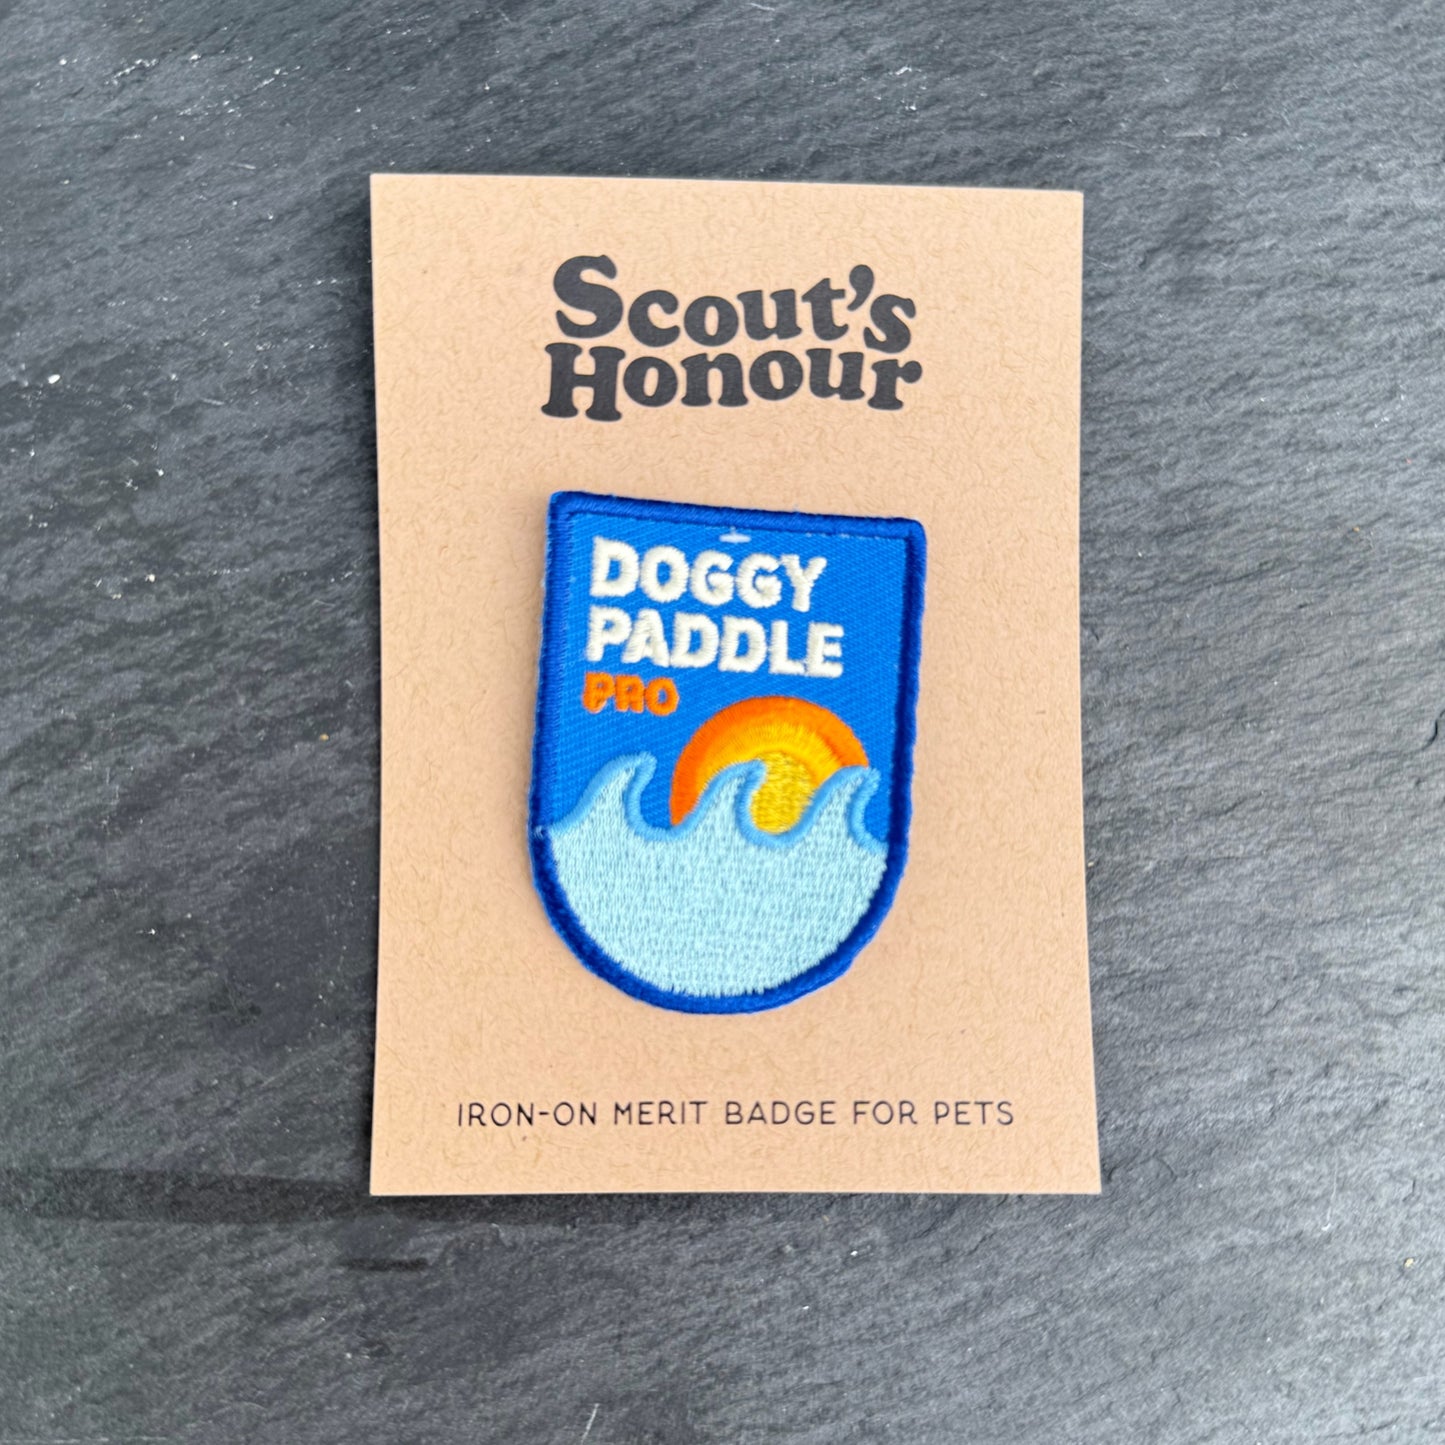 Scout's
Honour
DOGGY
PADDLE
PRO
IRON-ON MERIT BADGE FOR PETS